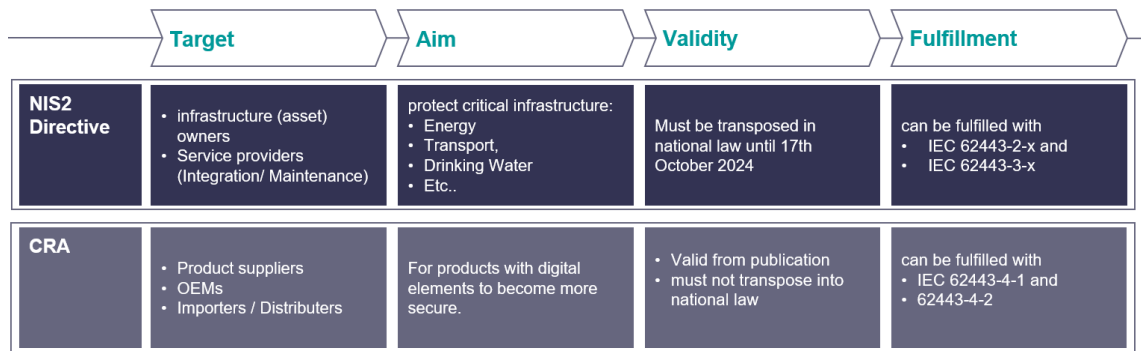 Target
Aim
Validity
Fulfillment
NIS2
Directive
• infrastructure (asset)
owners
• Service providers
(Integration/ Maintenance)
protect critical infrastructure:
• Energy
• Transport,
• Drinking Water
• Etc..
Must be transposed in
national law until 17th
October 2024
can be fulfilled with
• IEC 62443-2-x and
• IEC 62443-3-x
CRA
• Product suppliers
• OEMs
• Importers / Distributers
For products with digital
elements to become more
secure.
• Valid from publication
• must not transpose into
national law
can be fulfilled with
• IEC 62443-4-1 and
• 62443-4-2